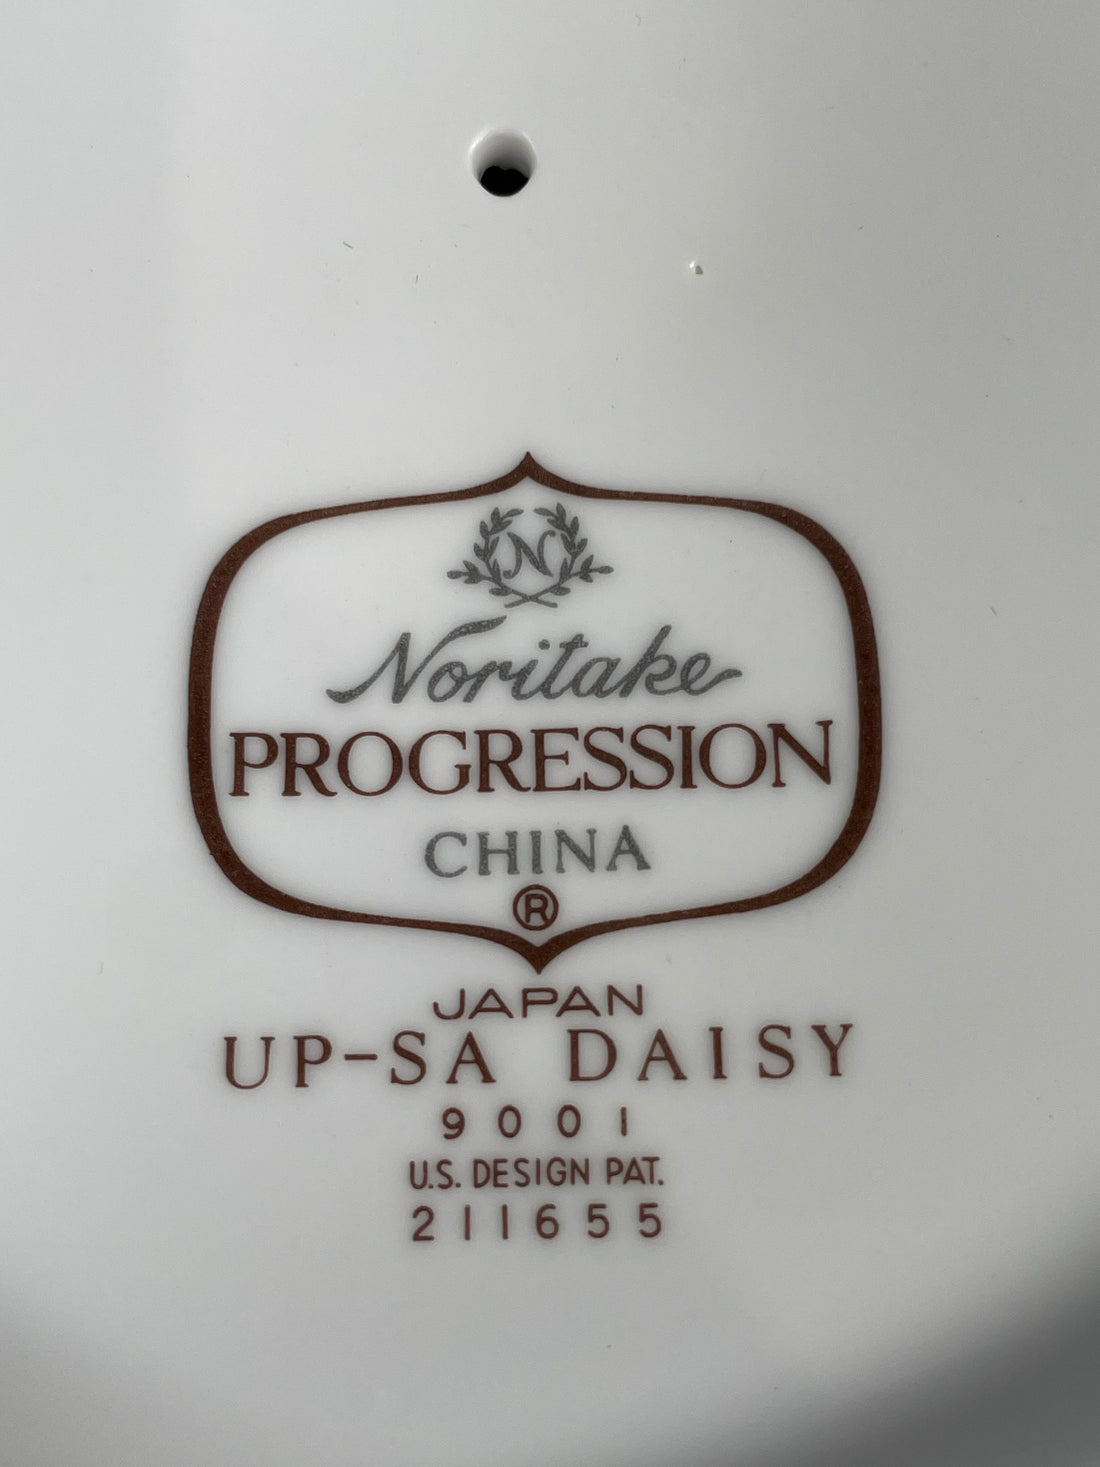 N
Noritake
PROGRESSION
CHINA
®
JAPAN
UP-SA DAISY
9001
U.S. DESIGN PAT.
211655